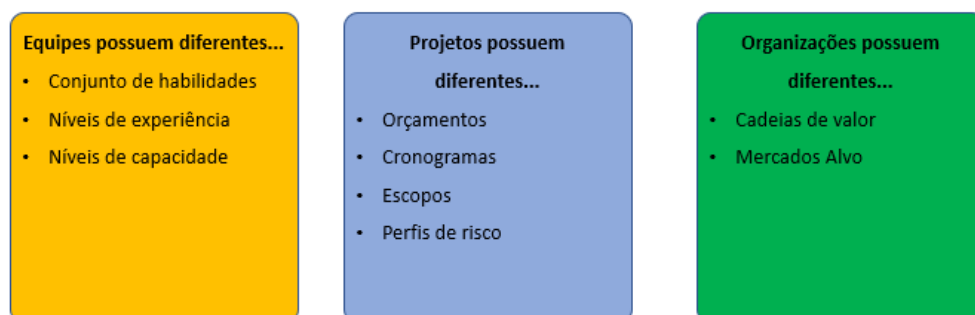 Equipes possuem diferentes...
• Conjunto de habilidades
• Níveis de experiência
• Níveis de capacidade
Projetos possuem
diferentes...
• Orçamentos
• Cronogramas
• Escopos
• Perfis de risco
Organizações possuem
diferentes...
• Cadeias de valor
• Mercados Alvo